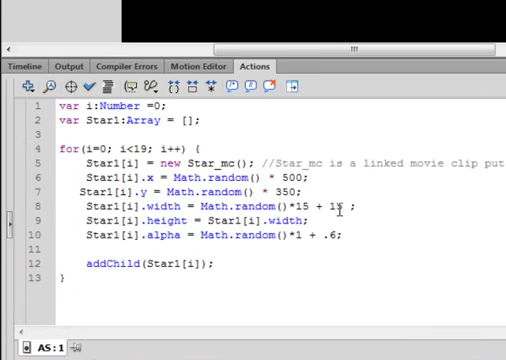 Timeline Output Compiler Errors Motion Editor Actions
1 var i:Number =0;
2 var Star1:Array = [];
3
4 for(i=0; i<19; i++) {
5 Star1[i] = new Star_mc(); //Star_mc is a linked movie clip put
6 Star1[i].x = Math.random() * 500;
7 Star1[i].y = Math.random() * 350;
8 Star1[i].width = Math.random()*15 + 15 ;
9 Star1[i].height = Star1[i].width;
10 Star1[i].alpha = Math.random()*1 + .6;
11
12 addChild(Star1[i]);
13 }
AS:1